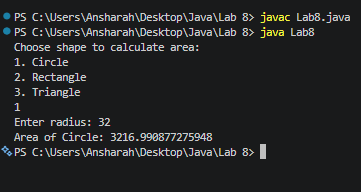 PS C:\Users\Ansharah\Desktop\Java\Lab 8> javac Lab8.java
PS C:\Users\Ansharah\Desktop\Java\Lab 8> java Lab8
Choose shape to calculate area:
1. Circle
2. Rectangle
3. Triangle
1
Enter radius: 32
Area of Circle: 3216.990877275948
PS C:\Users\Ansharah\Desktop\Java\Lab 8>